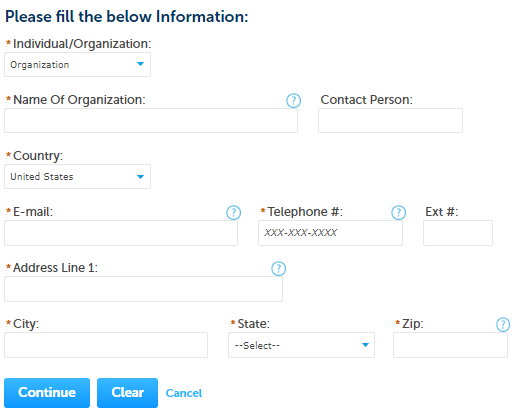 Please fill the below Information:
* Individual/Organization:
Organization
* Name Of Organization: ? Contact Person:
* Country:
United States
* E-mail: ? * Telephone #: ? Ext #:
XXX-XXX-XXXX
* Address Line 1: ?
* City: * State: * Zip: ?
--Select--
Continue Clear Cancel